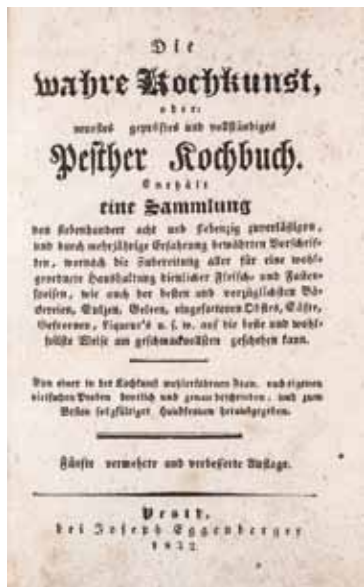 Die
wahre Kochkunst,
oder:
neuestes geprüftes und vollständiges
Pesther Kochbuch.
Enthält
eine Sammlung
von siebenhundert acht und siebenzig zuverläßigen,
und durch mehrjährige Erfahrung bewährten Vorschrif-
ten, wornach die Zubereitung aller für eine wohl-
geordnete Haushaltung dienlicher Fleisch- und Fasten-
speisen, wie auch der besten und vorzüglichsten Bä-
ckereien, Sulzen, Geleen, eingesottenen Obstes, Säfte,
Gefrornen, Liqueur's u. s. w. auf die beste und wohl-
feilste Weise am geschmackvollsten geschehen kann.
Von einer in der Kochkunst wohlerfahrnen Frau, nach eigenen
vielfachen Proben deutlich und genau beschrieben, und zum
Besten sorgfältiger Hausfrauen herausgegeben.
Fünfte vermehrte und verbesserte Auflage.
Pesth,
bei Joseph Eggenberger